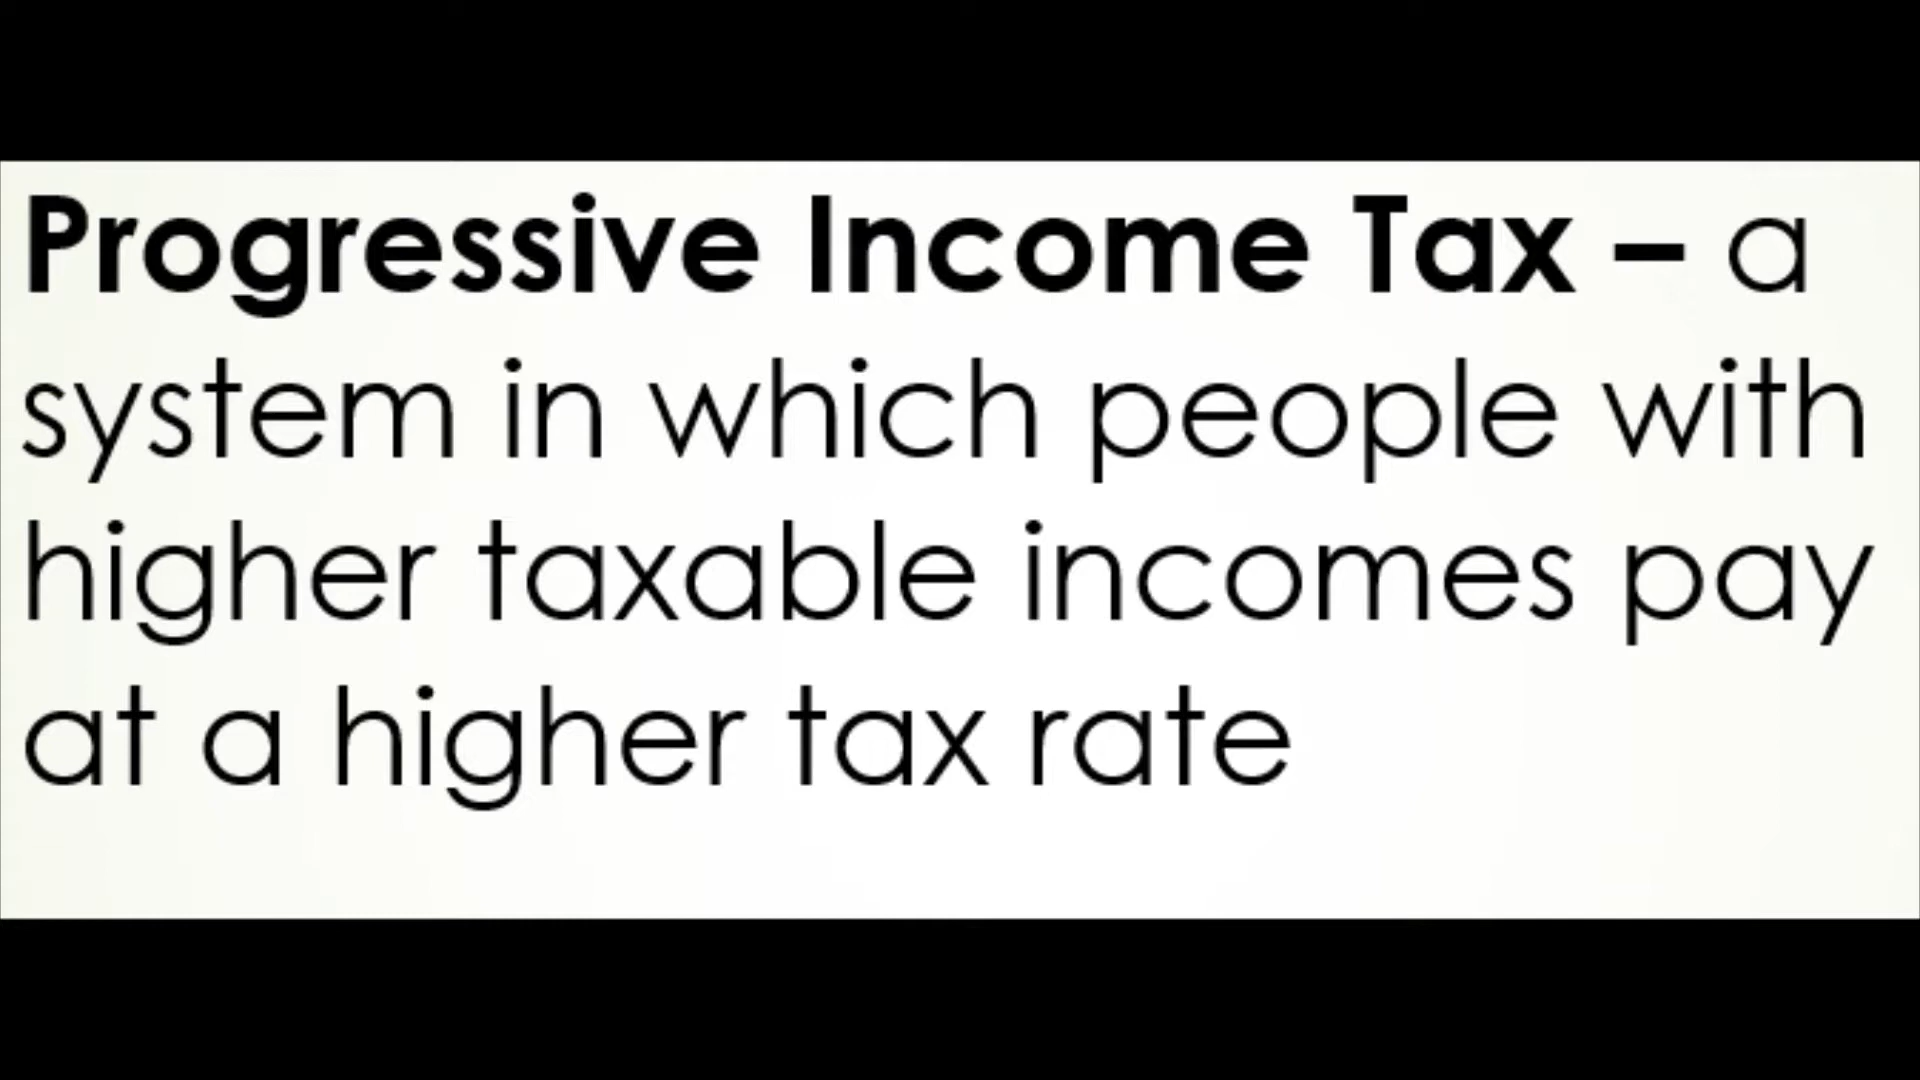 Progressive Income Tax – a
system in which people with
higher taxable incomes pay
at a higher tax rate